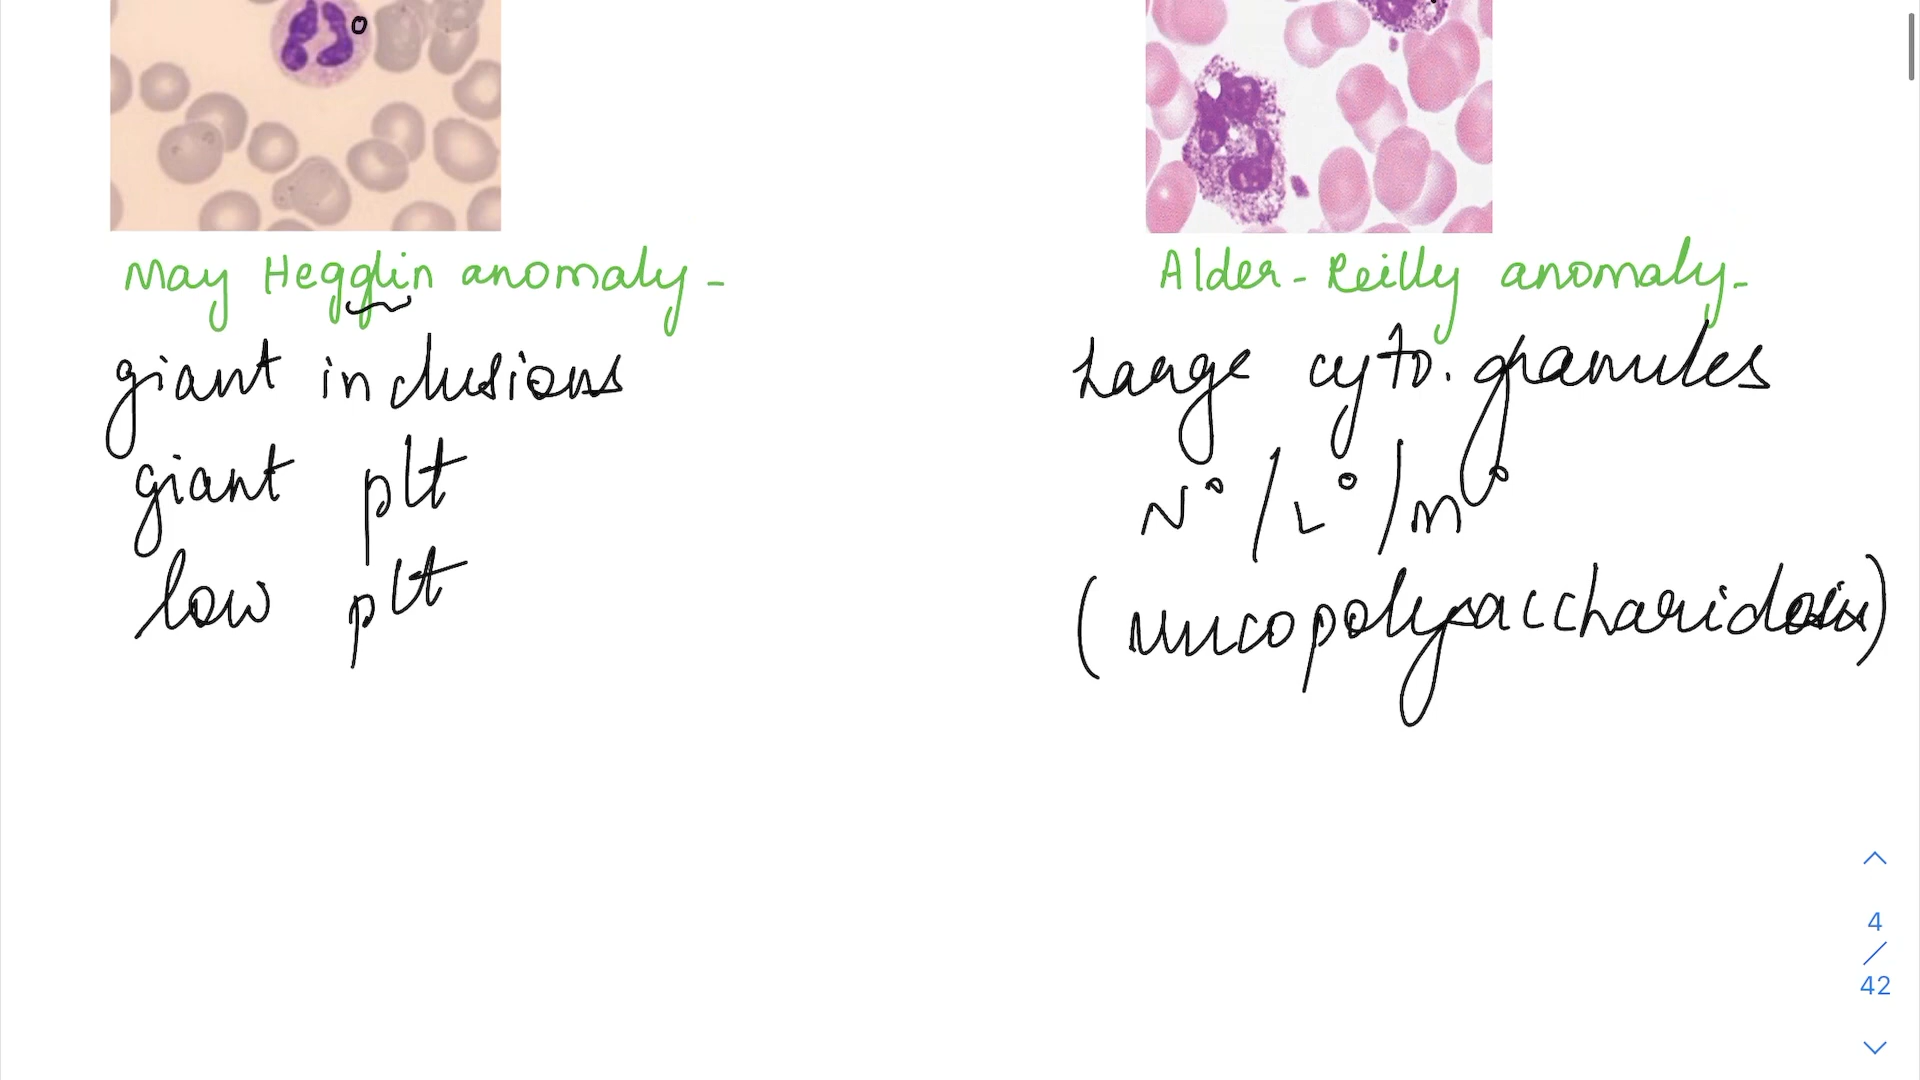 May Hegglin anomaly -
giant inclusions
giant plt
low plt
Alder-Reilly anomaly-
Large cyto. granules
N° / L° / m°
(mucopolysaccharidosis)
4
/
42